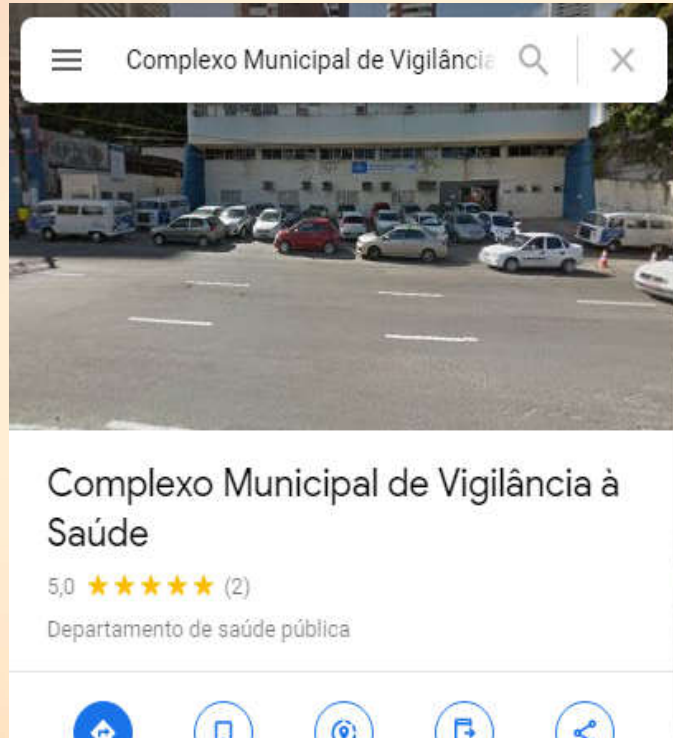 Complexo Municipal de Vigilância
Complexo Municipal de Vigilância à
Saúde
5,0 ★★★★★ (2)
Departamento de saúde pública